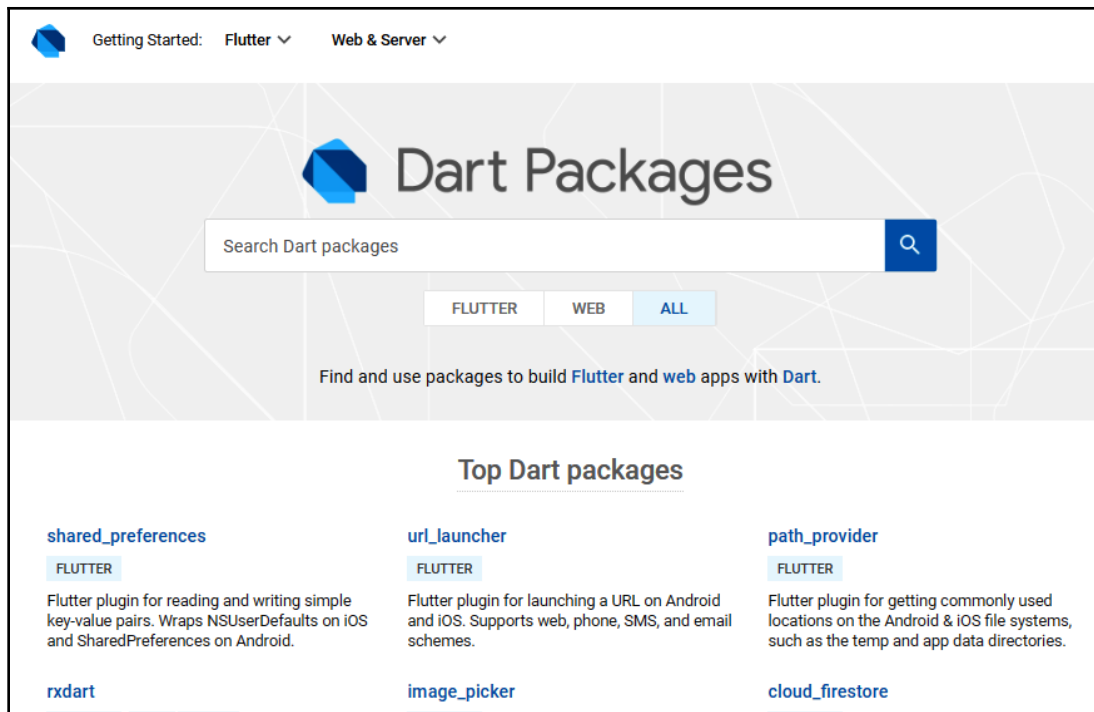 Getting Started: Flutter Web & Server
Dart Packages
Search Dart packages
FLUTTER WEB ALL
Find and use packages to build Flutter and web apps with Dart.
Top Dart packages
shared_preferences
FLUTTER
Flutter plugin for reading and writing simple
key-value pairs. Wraps NSUserDefaults on iOS
and SharedPreferences on Android.
url_launcher
FLUTTER
Flutter plugin for launching a URL on Android
and iOS. Supports web, phone, SMS, and email
schemes.
path_provider
FLUTTER
Flutter plugin for getting commonly used
locations on the Android & iOS file systems,
such as the temp and app data directories.
rxdart
image_picker
cloud_firestore